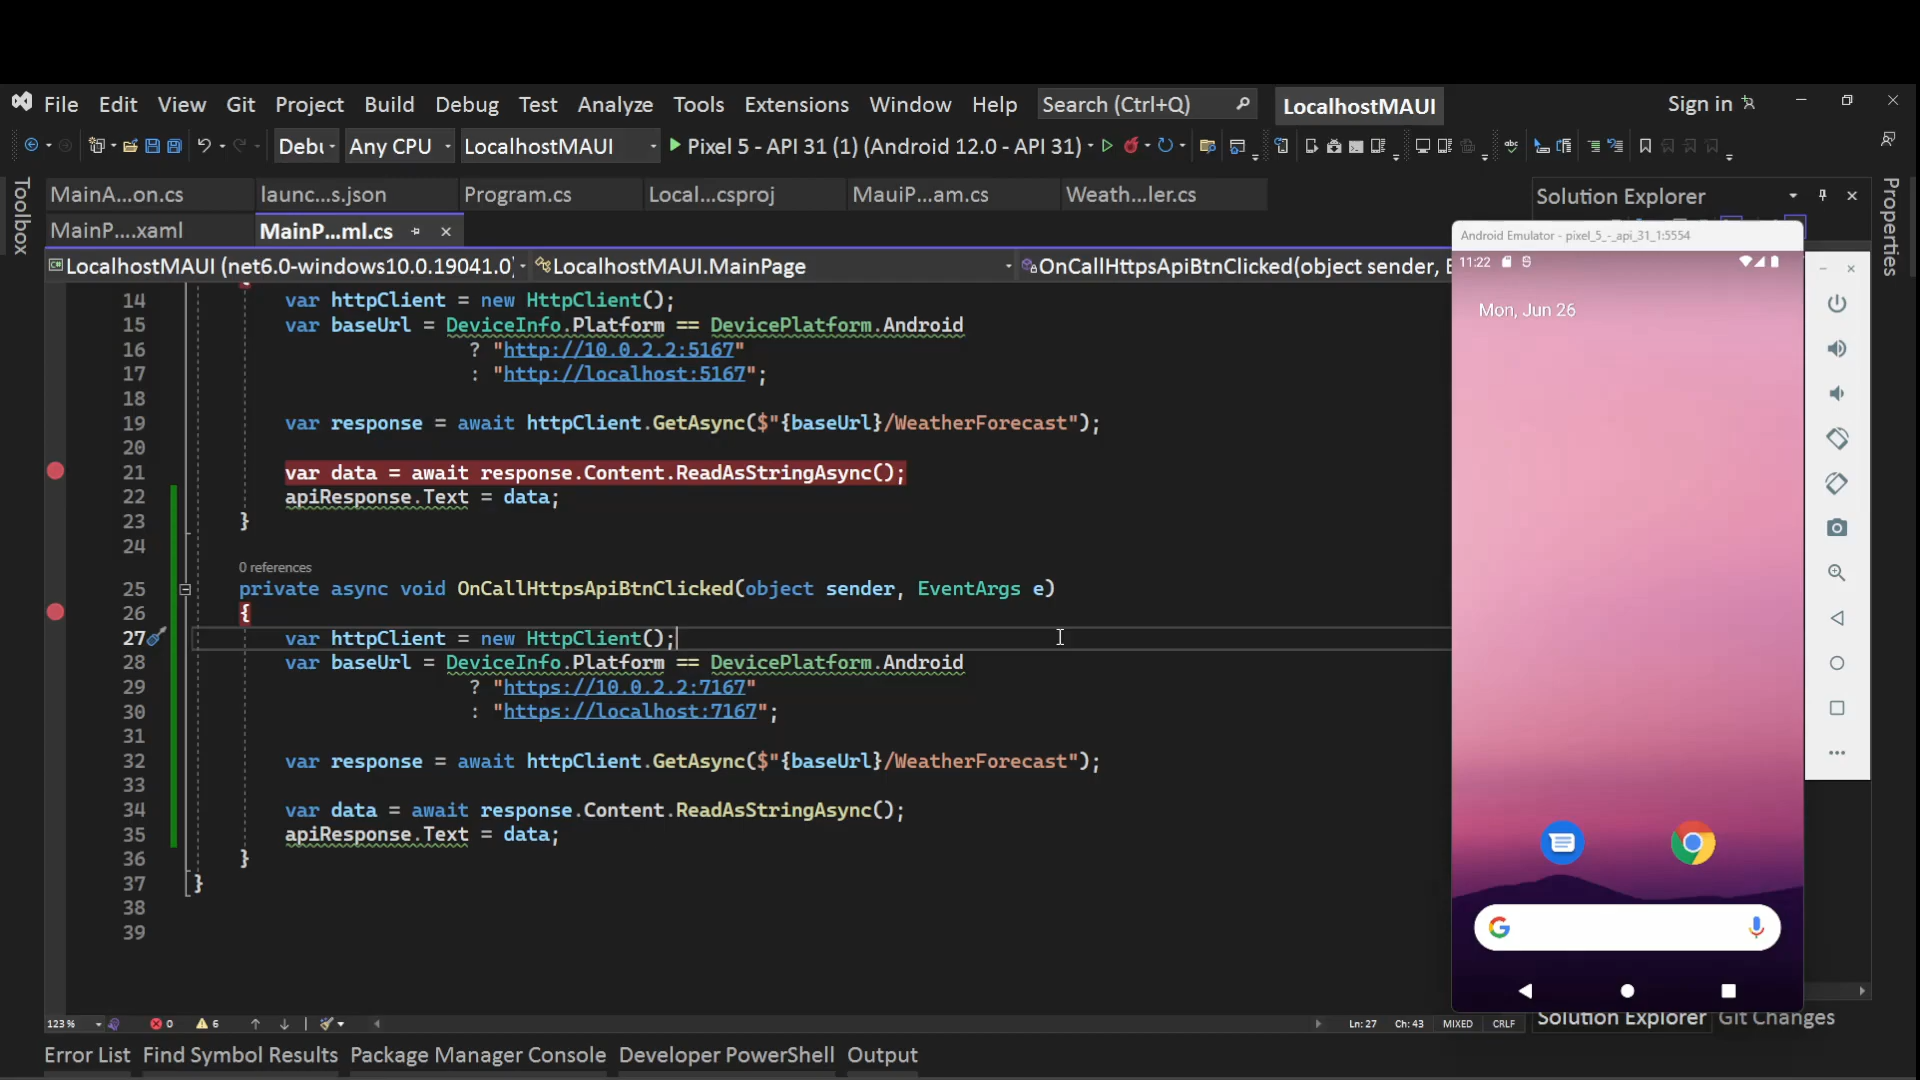 File Edit View Git Project Build Debug Test Analyze Tools Extensions Window Help Search (Ctrl+Q) LocalhostMAUI Sign in
Debu Any CPU LocalhostMAUI Pixel 5 - API 31 (1) (Android 12.0 - API 31)
Toolbox
MainA...on.cs launc...s.json Program.cs Local...csproj MauiP...am.cs Weath...ler.cs
Solution Explorer
Properties
MainP....xaml MainP...ml.cs
LocalhostMAUI (net6.0-windows10.0.19041.0) LocalhostMAUI.MainPage OnCallHttpsApiBtnClicked(object sender, E
14 var httpClient = new HttpClient();
15 var baseUrl = DeviceInfo.Platform == DevicePlatform.Android
16 ? "http://10.0.2.2:5167"
17 : "http://localhost:5167";
18
19 var response = await httpClient.GetAsync($"{baseUrl}/WeatherForecast");
20
21 var data = await response.Content.ReadAsStringAsync();
22 apiResponse.Text = data;
23 }
24
0 references
25 private async void OnCallHttpsApiBtnClicked(object sender, EventArgs e)
26 {
27 var httpClient = new HttpClient();
28 var baseUrl = DeviceInfo.Platform == DevicePlatform.Android
29 ? "https://10.0.2.2:7167"
30 : "https://localhost:7167";
31
32 var response = await httpClient.GetAsync($"{baseUrl}/WeatherForecast");
33
34 var data = await response.Content.ReadAsStringAsync();
35 apiResponse.Text = data;
36 }
37 }
38
39
Android Emulator - pixel_5_-_api_31_1:5554
11:22
Mon, Jun 26
123 % 0 6 Ln: 27 Ch: 43 MIXED CRLF
Solution Explorer Git Changes
Error List Find Symbol Results Package Manager Console Developer PowerShell Output